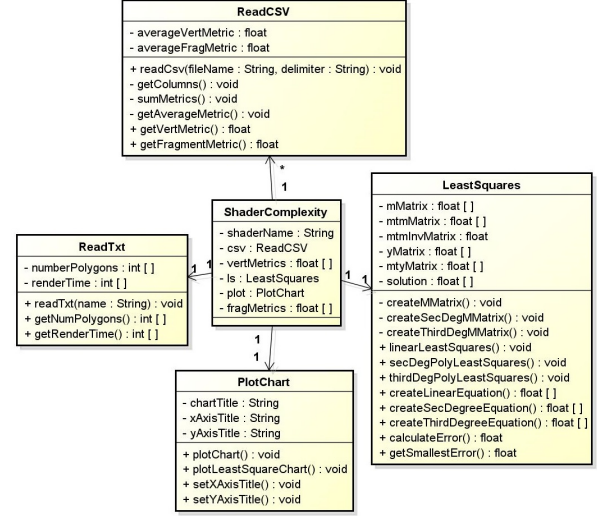 ReadCSV
- averageVertMetric : float
- averageFragMetric : float
+ readCsv(fileName : String, delimiter : String) : void
- getColumns() : void
- sumMetrics() : void
- getAverageMetric() : void
+ getVertMetric() : float
+ getFragmentMetric() : float
*
1
ShaderComplexity
- shaderName : String
- csv : ReadCSV
- vertMetrics : float [ ]
- ls : LeastSquares
- plot : PlotChart
- fragMetrics : float [ ]
ReadTxt
- numberPolygons : int [ ]
- renderTime : int [ ]
+ readTxt(name : String) : void
+ getNumPolygons() : int [ ]
+ getRenderTime() : int [ ]
1
1
1
1
LeastSquares
- mMatrix : float [ ]
- mtmMatrix : float [ ]
- mtmInvMatrix : float
- yMatrix : float [ ]
- mtyMatrix : float [ ]
- solution : float [ ]
- createMMatrix() : void
- createSecDegMMatrix() : void
- createThirdDegMMatrix() : void
+ linearLeastSquares() : void
+ secDegPolyLeastSquares() : void
+ thirdDegPolyLeastSquares() : void
+ createLinearEquation() : float [ ]
+ createSecDegreeEquation() : float [ ]
+ createThirdDegreeEquation() : float [ ]
+ calculateError() : float
+ getSmallestError() : float
1
1
PlotChart
- chartTitle : String
- xAxisTitle : String
- yAxisTitle : String
+ plotChart() : void
+ plotLeastSquareChart() : void
+ setXAxisTitle() : void
+ setYAxisTitle() : void